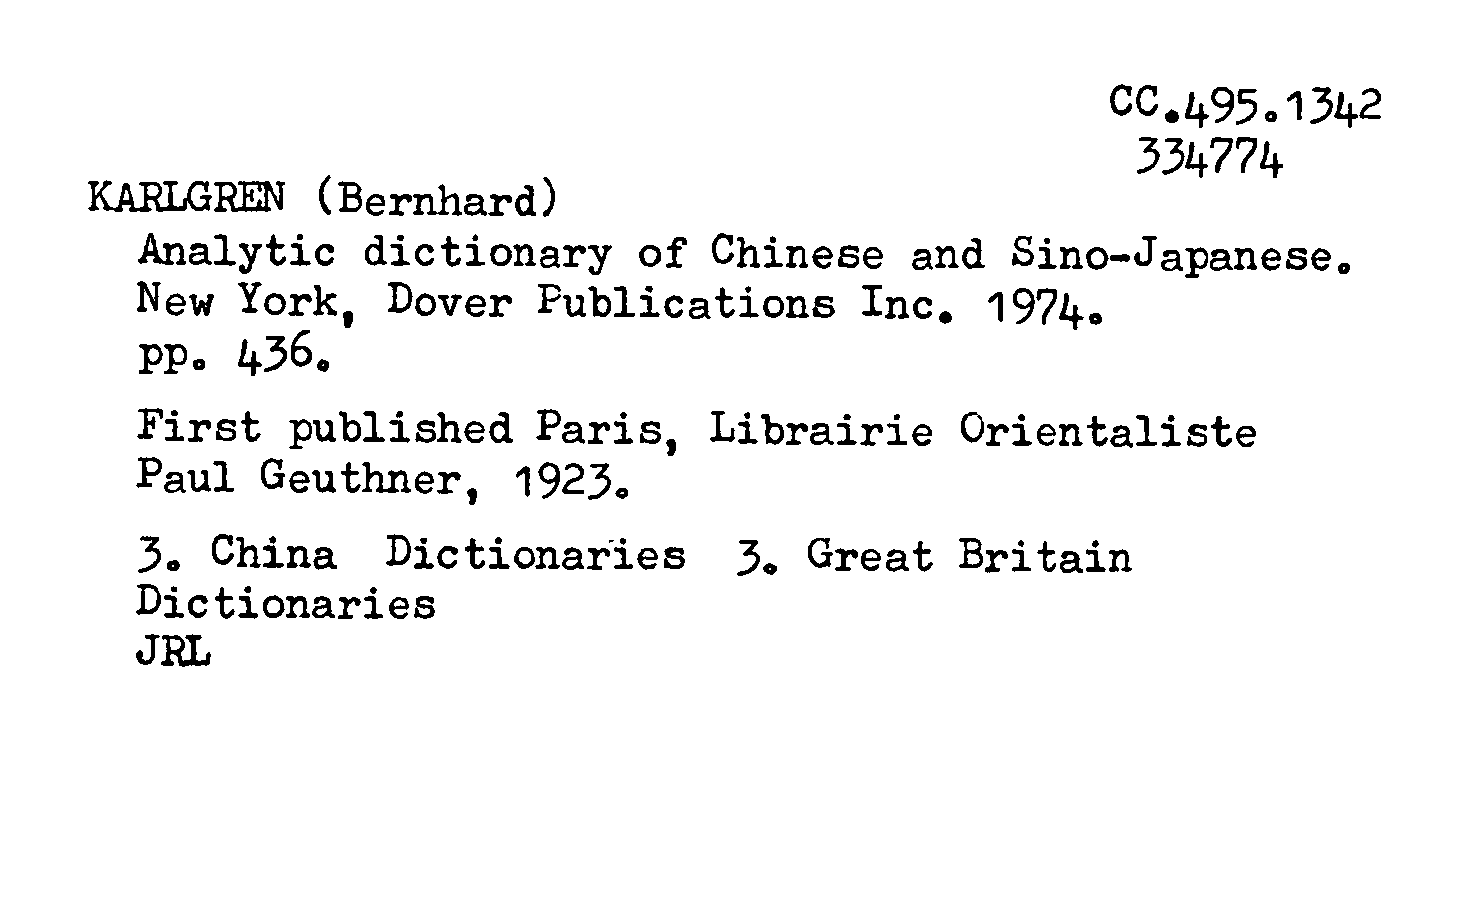 CC.495.1342
334774
KARLGREN (Bernhard)
Analytic dictionary of Chinese and Sino-Japanese.
New York, Dover Publications Inc. 1974.
pp. 436.
First published Paris, Librairie Orientaliste
Paul Geuthner, 1923.
3. China  Dictionaries  3. Great Britain
Dictionaries
JRL